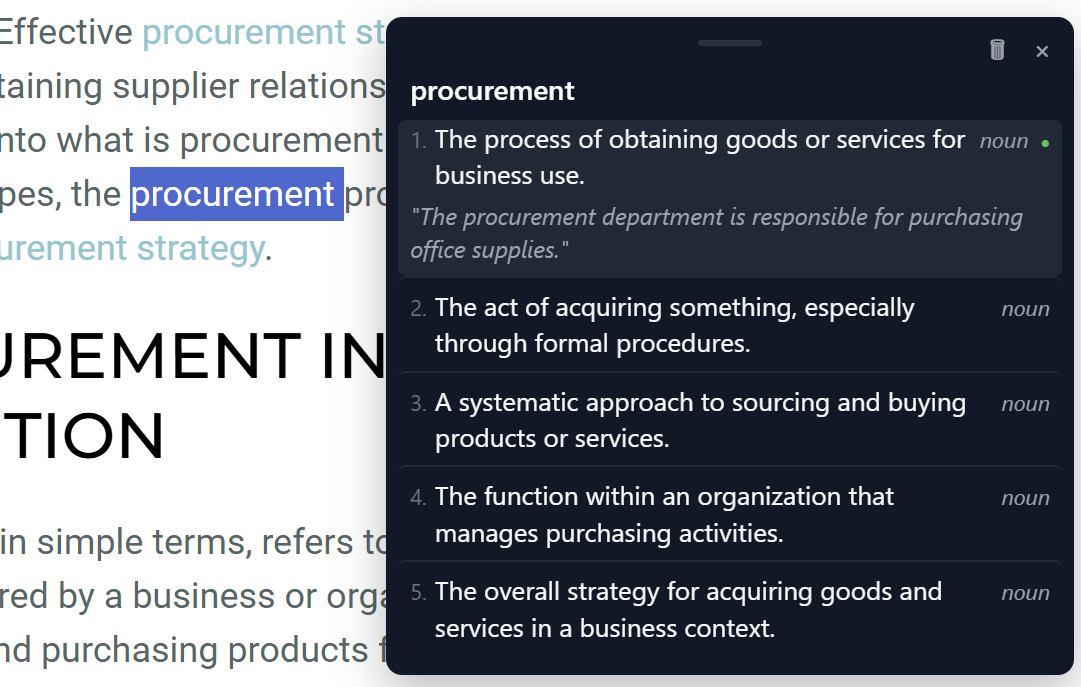 Effective procurement st
taining supplier relations
nto what is procurement
pes, the procurement pro
urement strategy.
UREMENT IN
TION
in simple terms, refers to
red by a business or orga
nd purchasing products f
procurement
1. The process of obtaining goods or services for noun
business use.
"The procurement department is responsible for purchasing
office supplies."
2. The act of acquiring something, especially noun
through formal procedures.
3. A systematic approach to sourcing and buying noun
products or services.
4. The function within an organization that noun
manages purchasing activities.
5. The overall strategy for acquiring goods and noun
services in a business context.